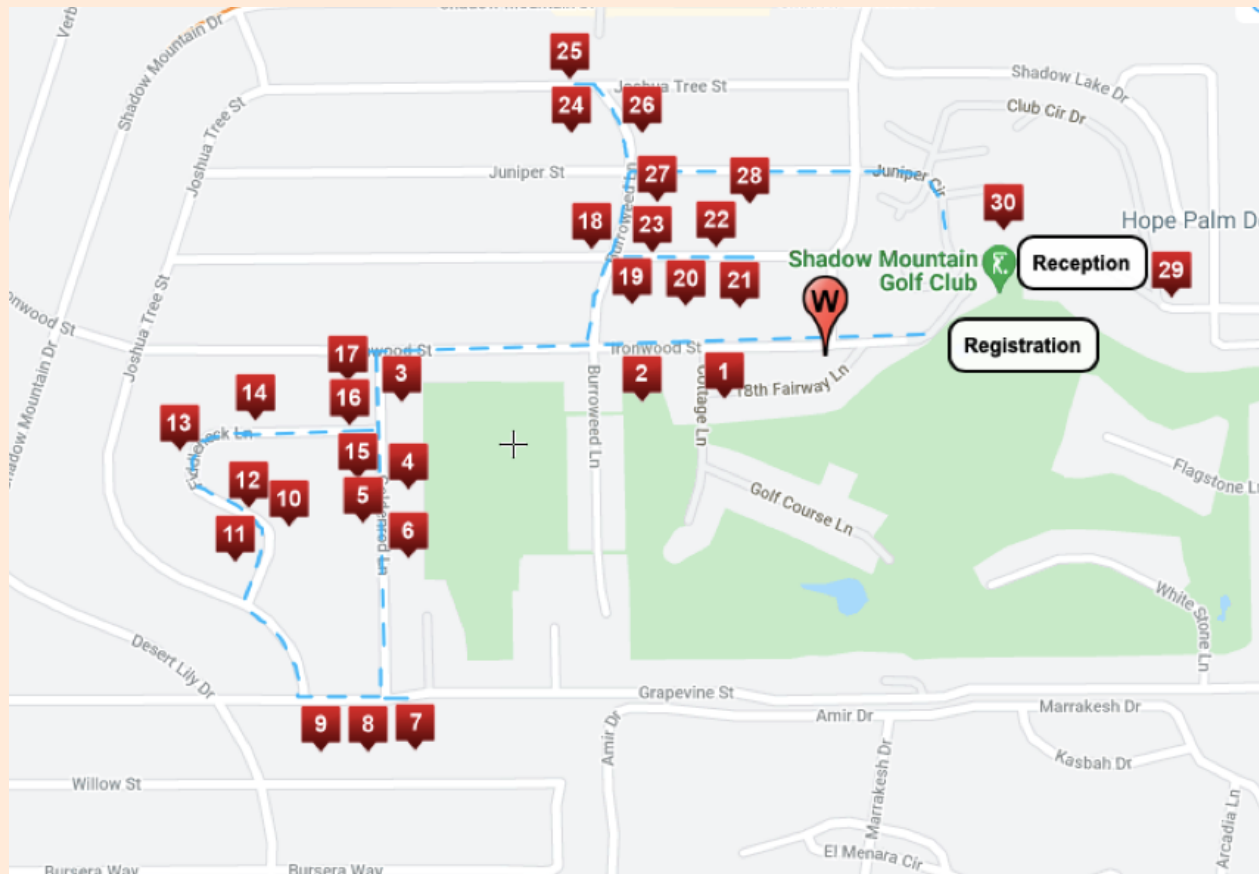 Shadow Mountain Dr
25
Joshua Tree St
24
26
Shadow Lake Dr
Club Cir Dr
Shadow Mountain Dr
Joshua Tree St
Juniper St
27
28
Juniper Cir
30
Hope Palm D
18
23
22
Burroweed Ln
Shadow Mountain
Golf Club
Reception
29
19
20
21
W
Registration
onwood St
Joshua Tree St
17
wood St
Ironwood St
3
2
1
18th Fairway Ln
Cottage Ln
14
16
13
15
4
Burroweed Ln
12
10
5
6
11
Golf Course Ln
Flagstone Ln
White Stone Ln
Desert Lily Dr
Grapevine St
9
8
7
Amir Dr
Amir Dr
Marrakesh Dr
Kasbah Dr
Willow St
Marrakesh Dr
Arcadia Ln
El Menara Cir
Bursera Way
Bursera Way